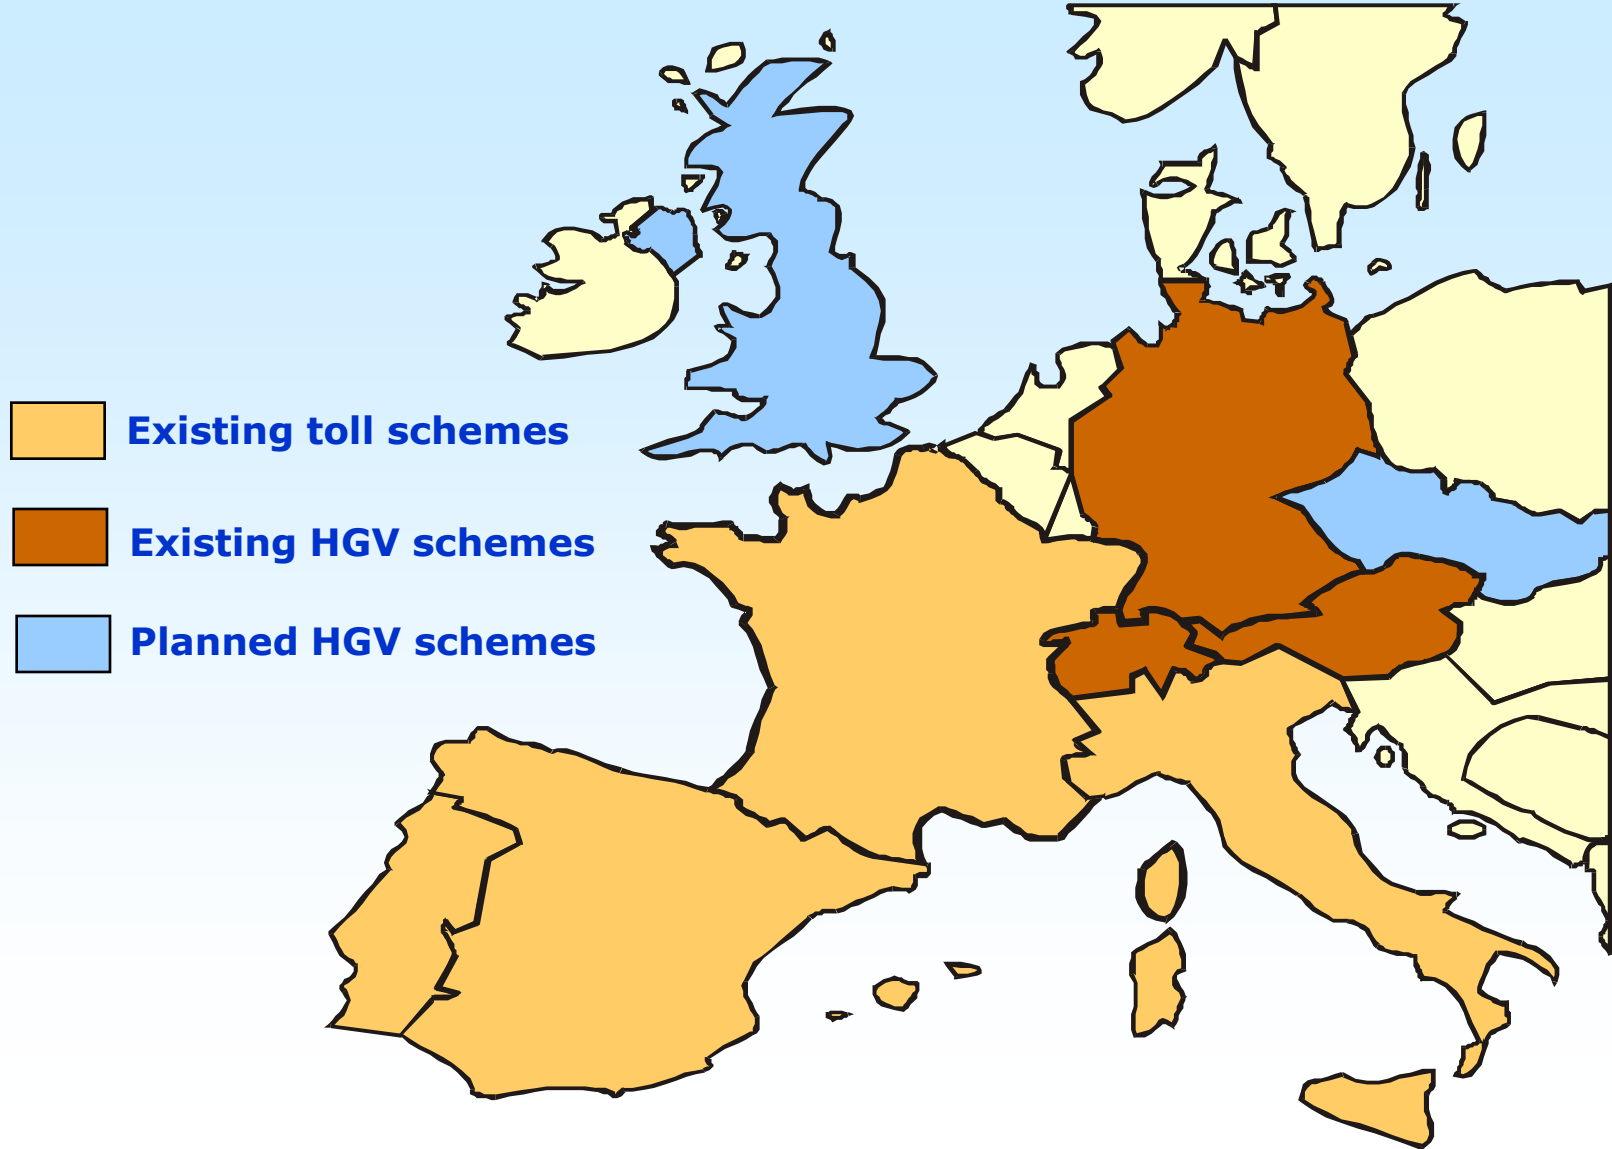 Existing toll schemes
Existing HGV schemes
Planned HGV schemes